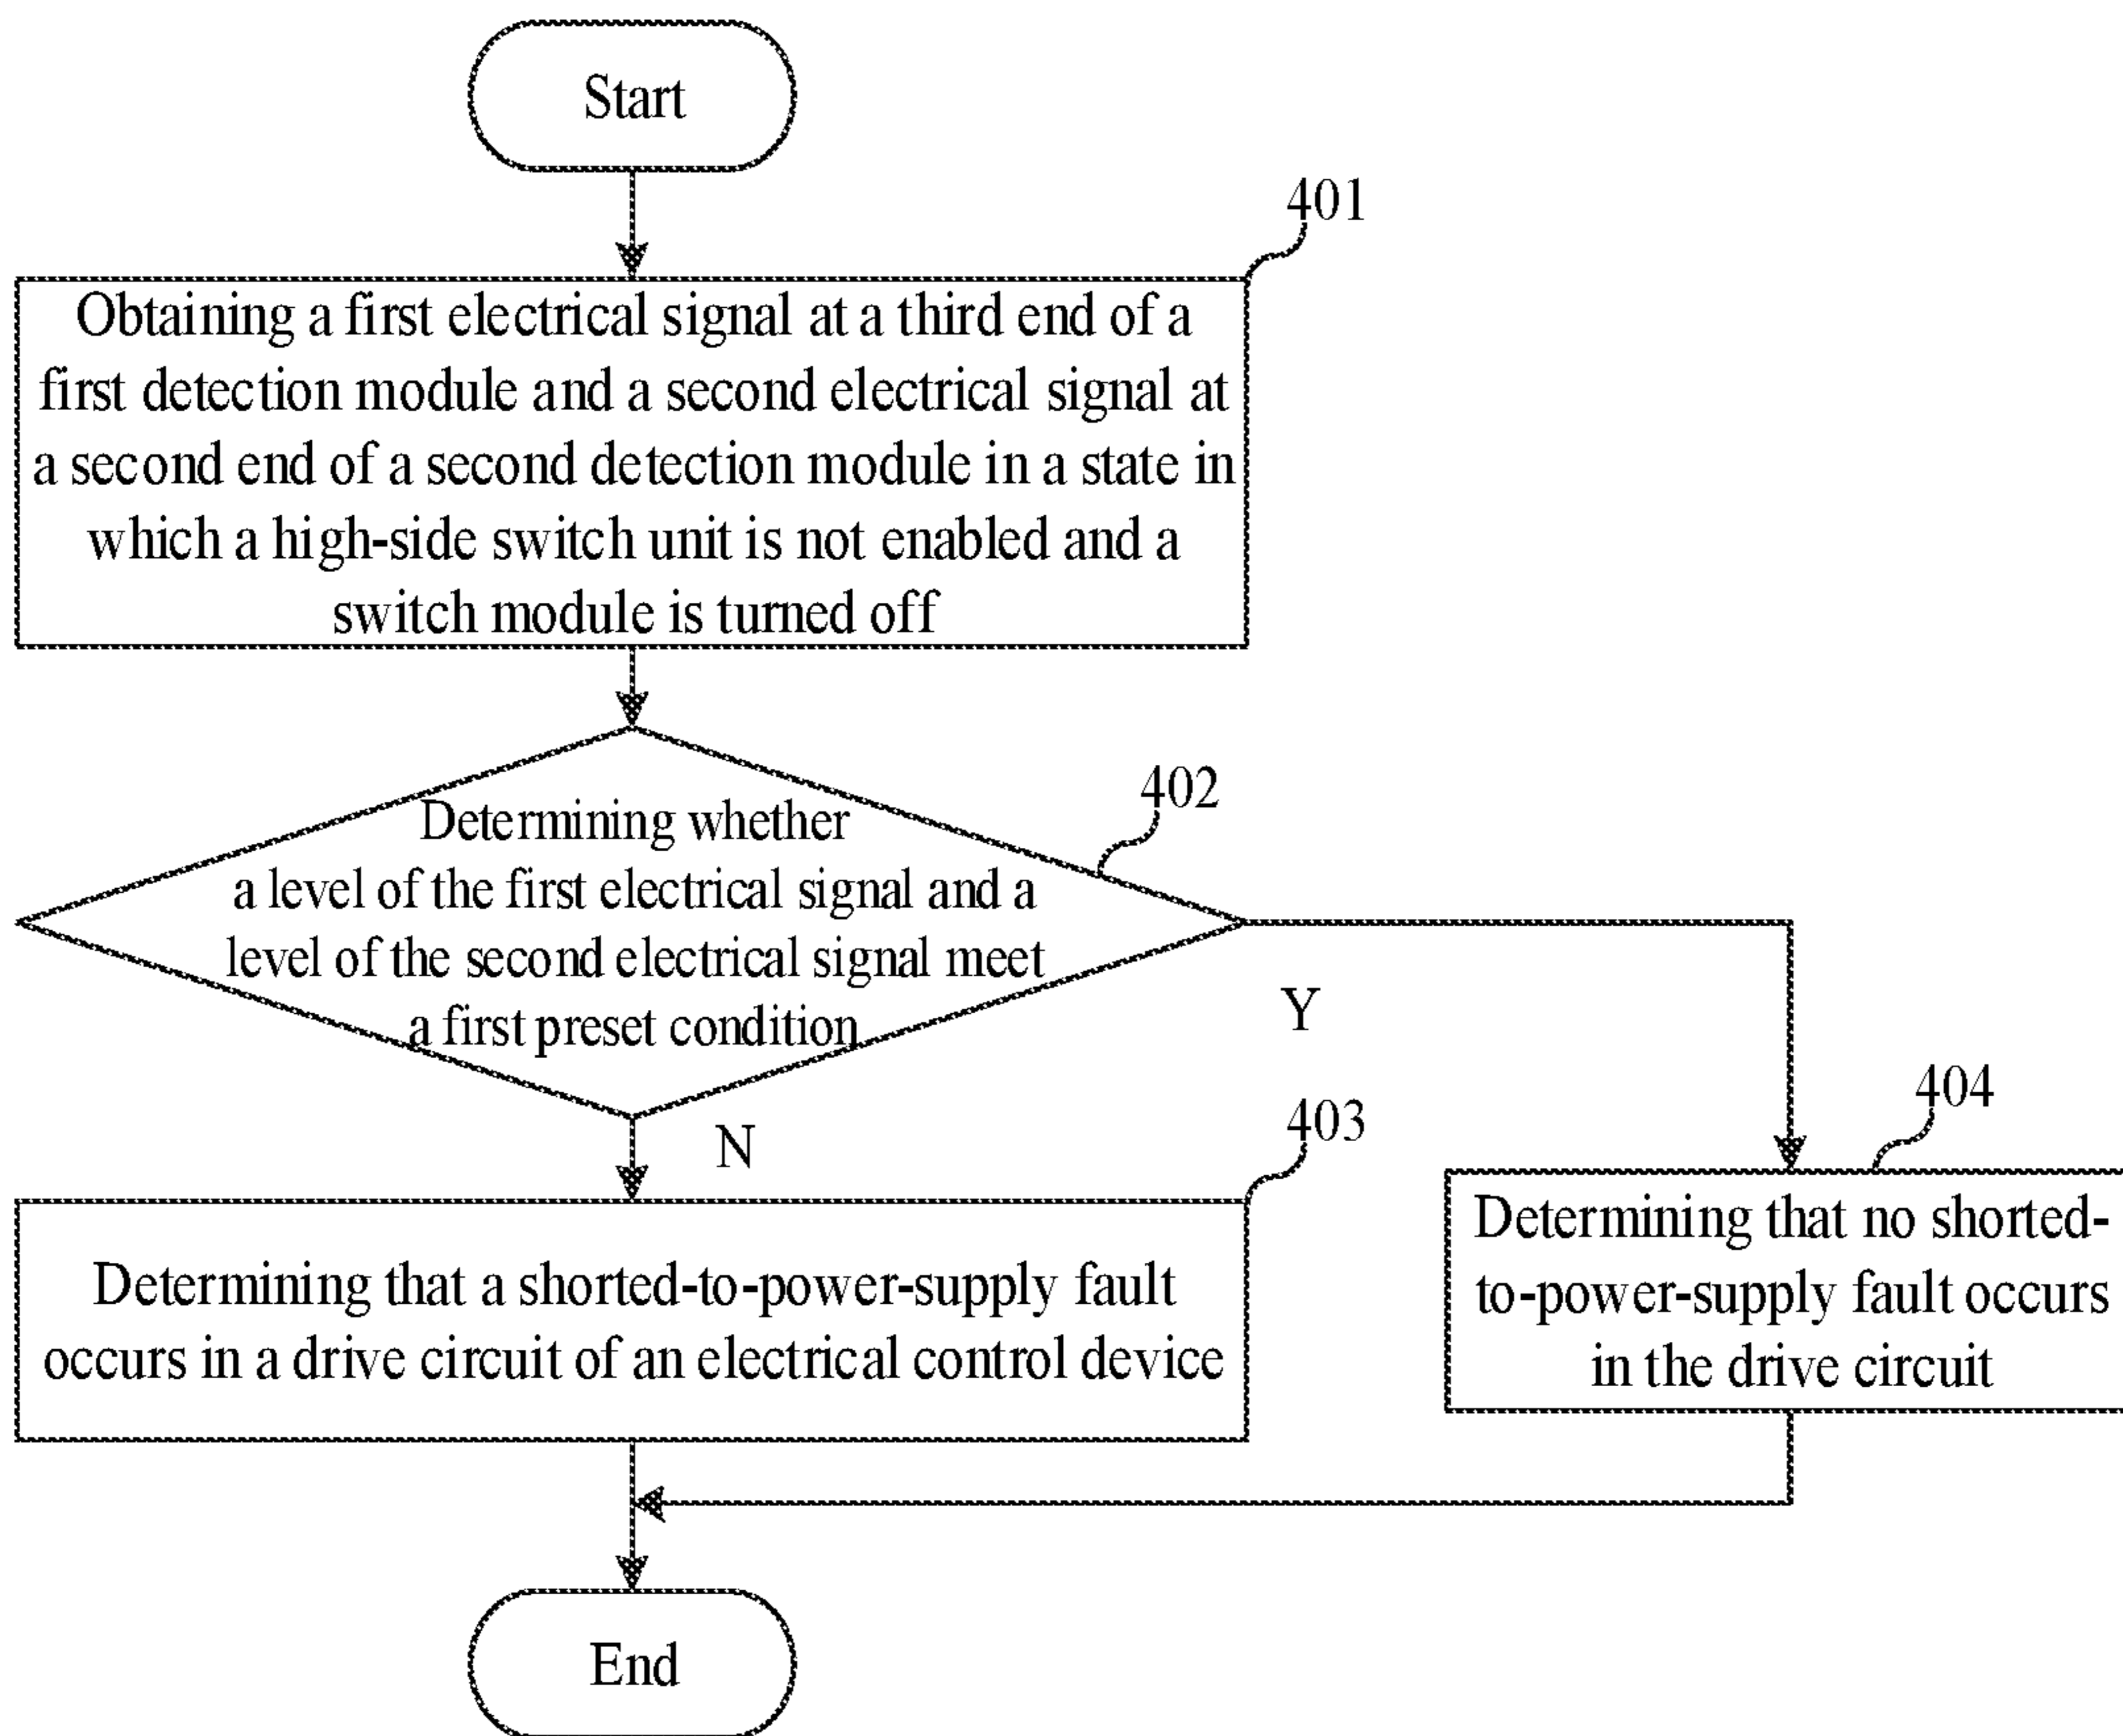 Start
401
Obtaining a first electrical signal at a third end of a
first detection module and a second electrical signal at
a second end of a second detection module in a state in
which a high-side switch unit is not enabled and a
switch module is turned off
402
Determining whether
a level of the first electrical signal and a
level of the second electrical signal meet
a first preset condition
Y
N
403
Determining that a shorted-to-power-supply fault
occurs in a drive circuit of an electrical control device
404
Determining that no shorted-
to-power-supply fault occurs
in the drive circuit
End